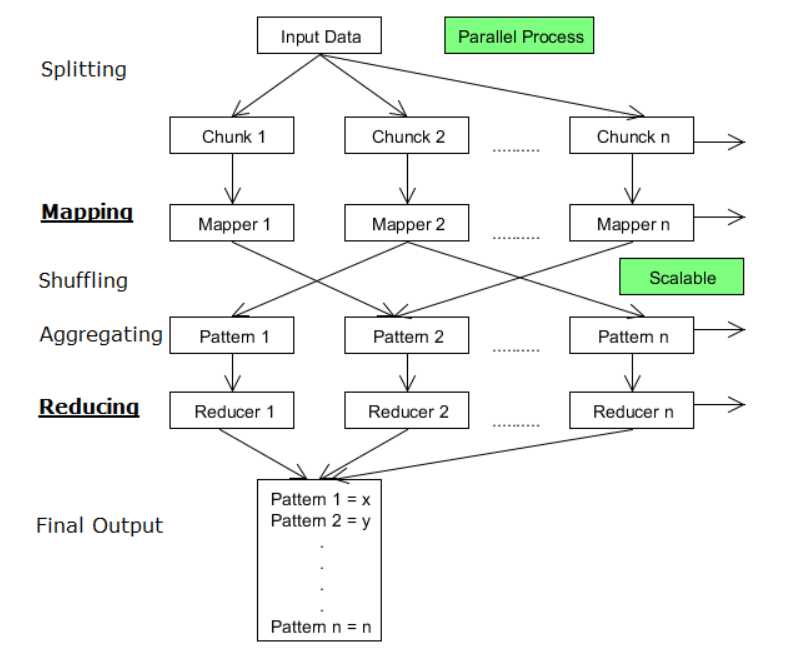 Input Data
Parallel Process
Splitting
Chunk 1
Chunck 2
..........
Chunck n
Mapping
Mapper 1
Mapper 2
..........
Mapper n
Shuffling
Scalable
Aggregating
Pattern 1
Pattern 2
..........
Pattern n
Reducing
Reducer 1
Reducer 2
..........
Reducer n
Final Output
Pattern 1 = x
Pattern 2 = y
.
.
.
.
Pattern n = n